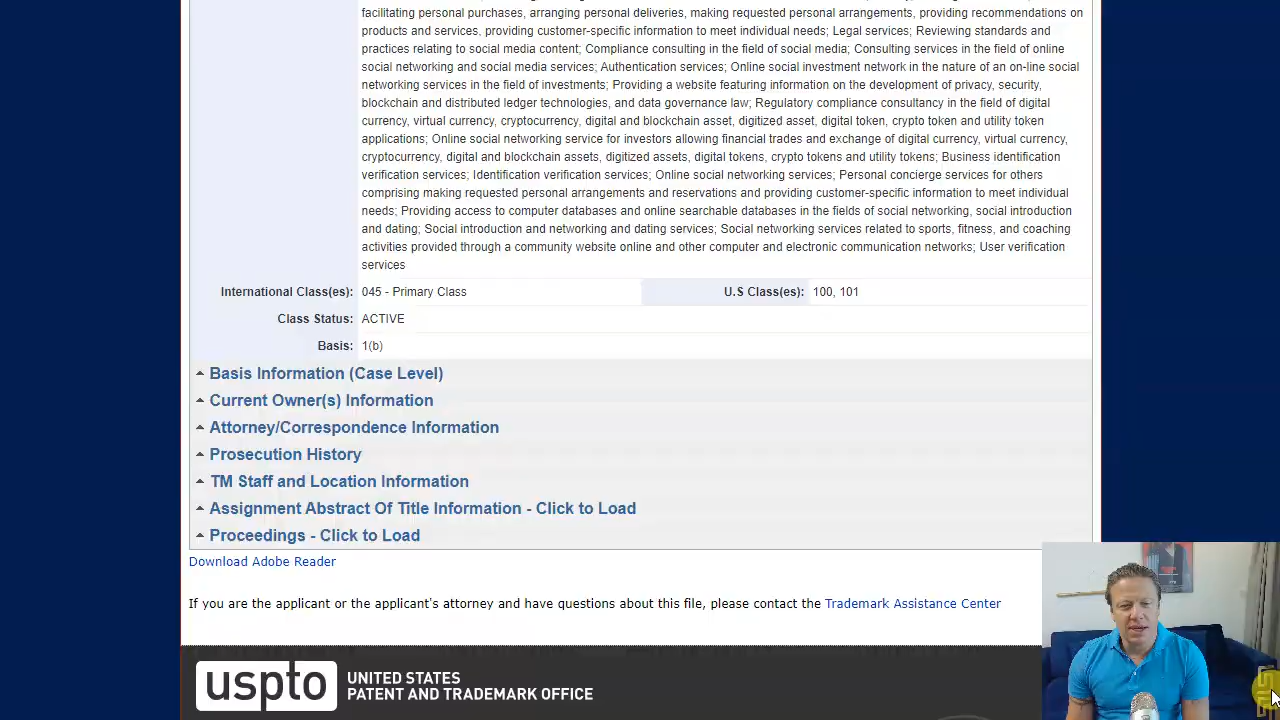 facilitating personal purchases, arranging personal deliveries, making requested personal arrangements, providing recommendations on
products and services, providing customer-specific information to meet individual needs; Legal services; Reviewing standards and
practices relating to social media content; Compliance consulting in the field of social media; Consulting services in the field of online
social networking and social media services; Authentication services; Online social investment network in the nature of an on-line social
networking services in the field of investments; Providing a website featuring information on the development of privacy, security,
blockchain and distributed ledger technologies, and data governance law; Regulatory compliance consultancy in the field of digital
currency, virtual currency, cryptocurrency, digital and blockchain asset, digitized asset, digital token, crypto token and utility token
applications; Online social networking service for investors allowing financial trades and exchange of digital currency, virtual currency,
cryptocurrency, digital and blockchain assets, digitized assets, digital tokens, crypto tokens and utility tokens; Business identification
verification services; Identification verification services; Online social networking services; Personal concierge services for others
comprising making requested personal arrangements and reservations and providing customer-specific information to meet individual
needs; Providing access to computer databases and online searchable databases in the fields of social networking, social introduction
and dating; Social introduction and networking and dating services; Social networking services related to sports, fitness, and coaching
activities provided through a community website online and other computer and electronic communication networks; User verification
services
International Class(es): 045 - Primary Class U.S Class(es): 100, 101
Class Status: ACTIVE
Basis: 1(b)
Basis Information (Case Level)
Current Owner(s) Information
Attorney/Correspondence Information
Prosecution History
TM Staff and Location Information
Assignment Abstract Of Title Information - Click to Load
Proceedings - Click to Load
Download Adobe Reader
If you are the applicant or the applicant's attorney and have questions about this file, please contact the Trademark Assistance Center
uspto UNITED STATES
PATENT AND TRADEMARK OFFICE